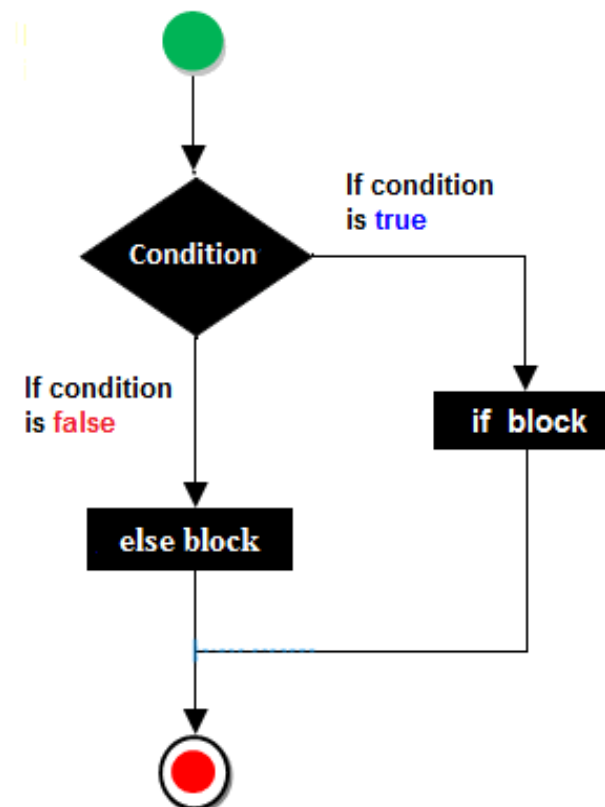 If condition
is true
Condition
If condition
is false
if block
else block